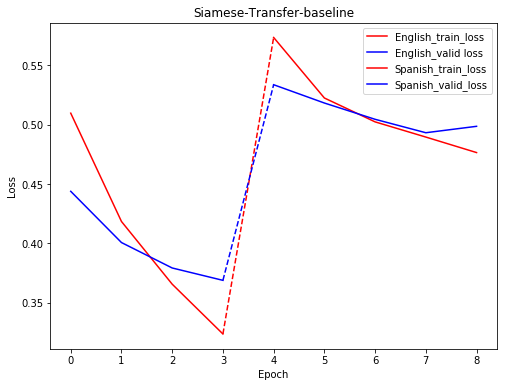 Siamese-Transfer-baseline
English_train_loss
English_valid loss
Spanish_train_loss
Spanish_valid_loss
Loss
0.55
0.50
0.45
0.40
0.35
0 1 2 3 4 5 6 7 8
Epoch